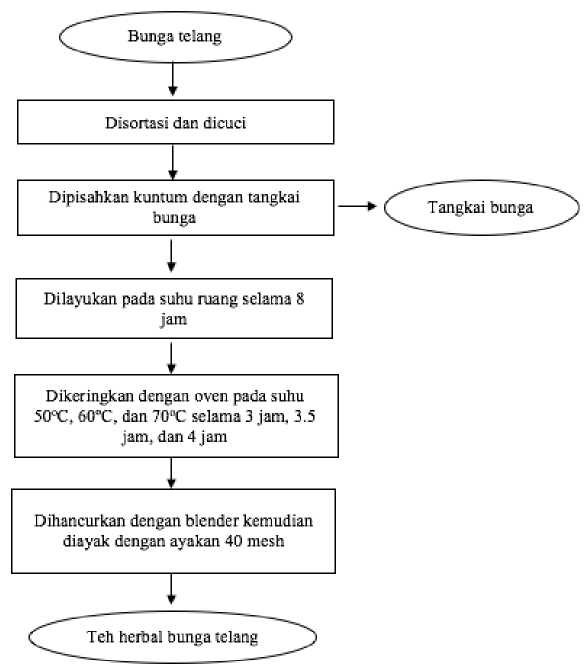 Bunga telang
Disortasi dan dicuci
Dipisahkan kuntum dengan tangkai
bunga
Tangkai bunga
Dilayukan pada suhu ruang selama 8
jam
Dikeringkan dengan oven pada suhu
50°C, 60°C, dan 70°C selama 3 jam, 3.5
jam, dan 4 jam
Dihancurkan dengan blender kemudian
diayak dengan ayakan 40 mesh
Teh herbal bunga telang